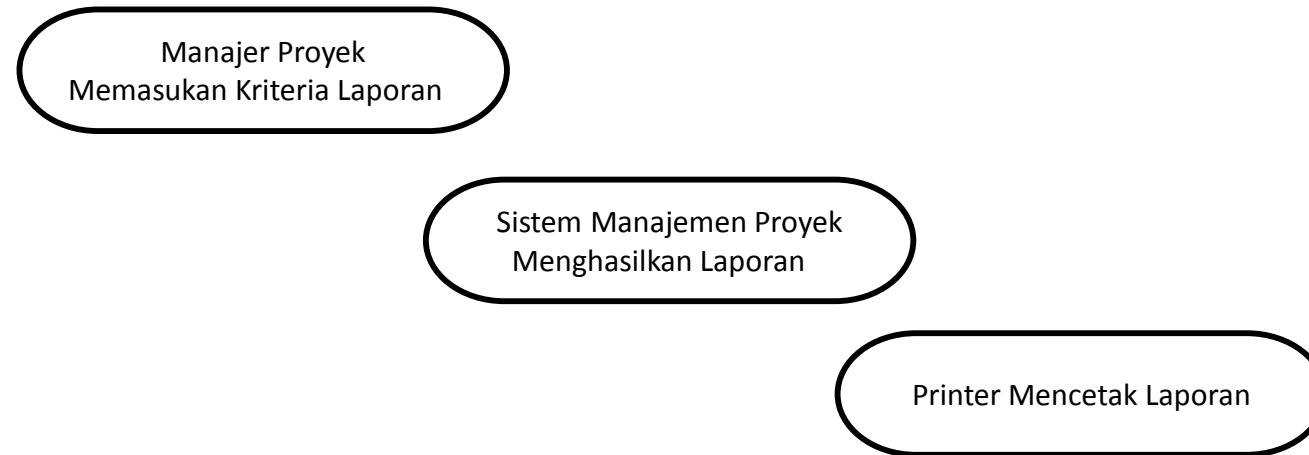 Manajer Proyek
Memasukan Kriteria Laporan
Sistem Manajemen Proyek
Menghasilkan Laporan
Printer Mencetak Laporan